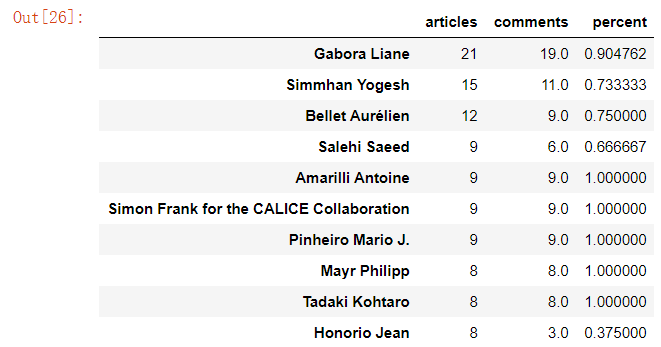 Out[26]:
articles comments percent
Gabora Liane 21 19.0 0.904762
Simmhan Yogesh 15 11.0 0.733333
Bellet Aurélien 12 9.0 0.750000
Salehi Saeed 9 6.0 0.666667
Amarilli Antoine 9 9.0 1.000000
Simon Frank for the CALICE Collaboration 9 9.0 1.000000
Pinheiro Mario J. 9 9.0 1.000000
Mayr Philipp 8 8.0 1.000000
Tadaki Kohtaro 8 8.0 1.000000
Honorio Jean 8 3.0 0.375000